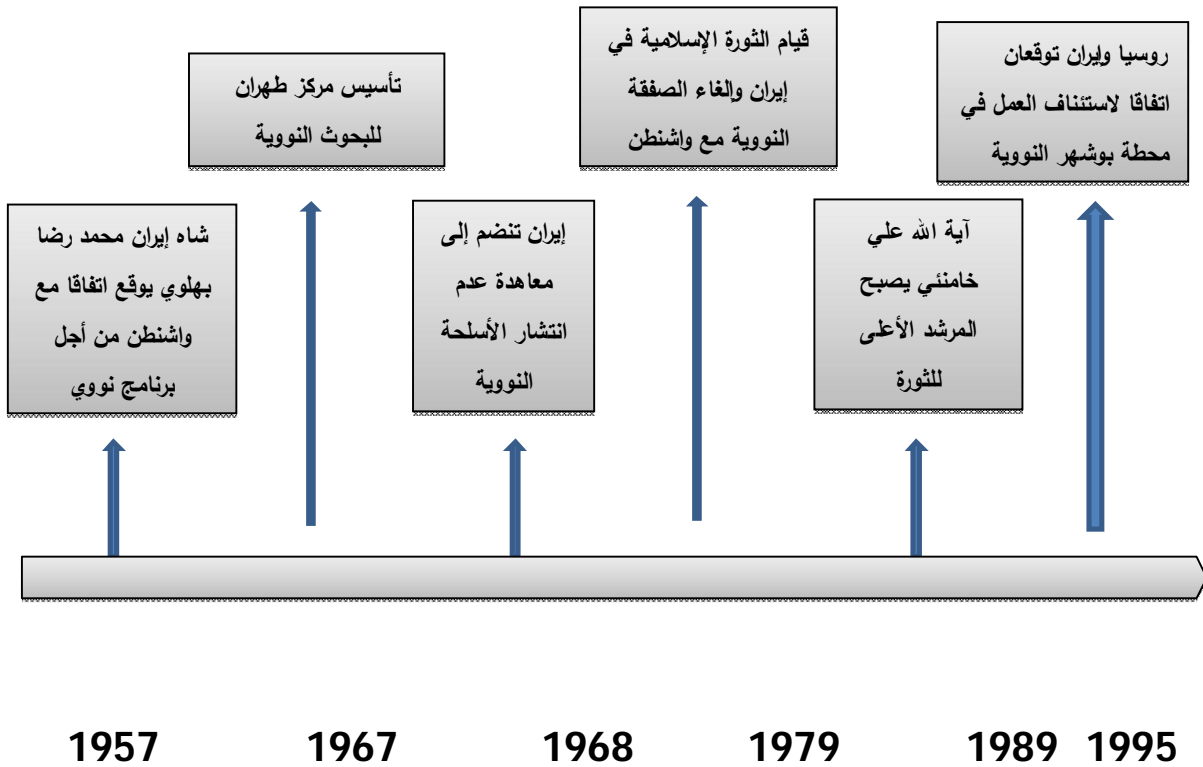 شاه إيران محمد رضا
بهلوي يوقع اتفاقا مع
واشنطن من أجل
برنامج نووي
تأسيس مركز طهران
للبحوث النووية
إيران تنضم إلى
معاهدة عدم
انتشار الأسلحة
النووية
قيام الثورة الإسلامية في
إيران وإلغاء الصفقة
النووية مع واشنطن
آية الله علي
خامنئي يصبح
المرشد الأعلى
للثورة
روسيا وإيران توقعان
اتفاقا لاستئناف العمل في
محطة بوشهر النووية
1957 1967 1968 1979 1989 1995